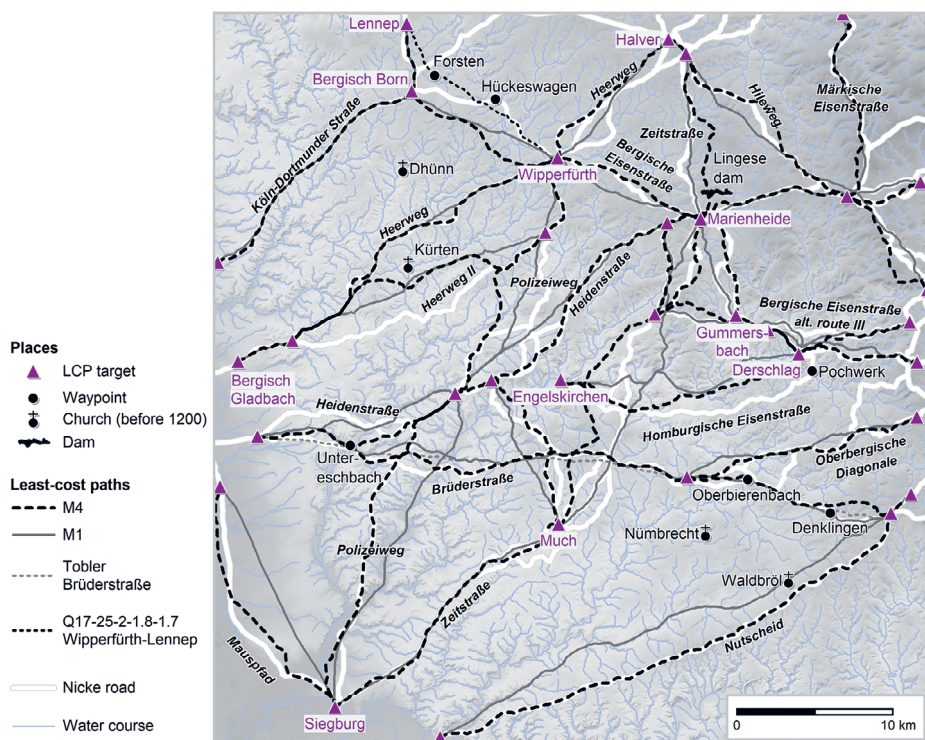 Lennep
Forsten
Bergisch Born
Hückeswagen
Halver
Heerweg
Hileweg
Märkische
Eisenstraße
Köln-Dortmunder Straße
Zeitstraße
Bergische
Eisenstraße
Lingese
dam
Dhünn
Wipperfürth
Marienheide
Heerweg
Kürten
Heerweg II
Polizeiweg
Heidenstraße
Bergische Eisenstraße
alt. route III
Gummers-
bach
Derschlag
Pochwerk
Bergisch
Gladbach
Engelskirchen
Heidenstraße
Homburgische Eisenstraße
Unter-
eschbach
Brüderstraße
Oberbergische
Diagonale
Oberbierenbach
Denklingen
Polizeiweg
Much
Nümbrecht
Waldbröl
Zeitstraße
Nutscheid
Mauspfad
Siegburg
0
10 km
Places
LCP target
Waypoint
Church (before 1200)
Dam
Least-cost paths
M4
M1
Tobler
Brüderstraße
Q17-25-2-1.8-1.7
Wipperfürth-Lennep
Nicke road
Water course